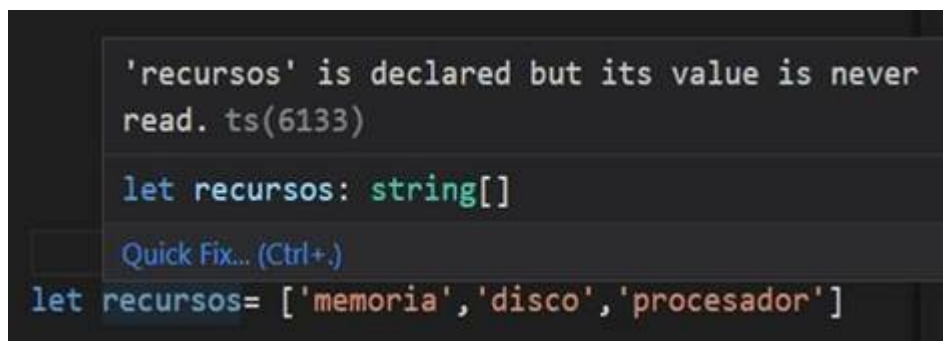 'recursos' is declared but its value is never
read. ts(6133)
let recursos: string[]
Quick Fix... (Ctrl+.)
let recursos= ['memoria','disco','procesador']